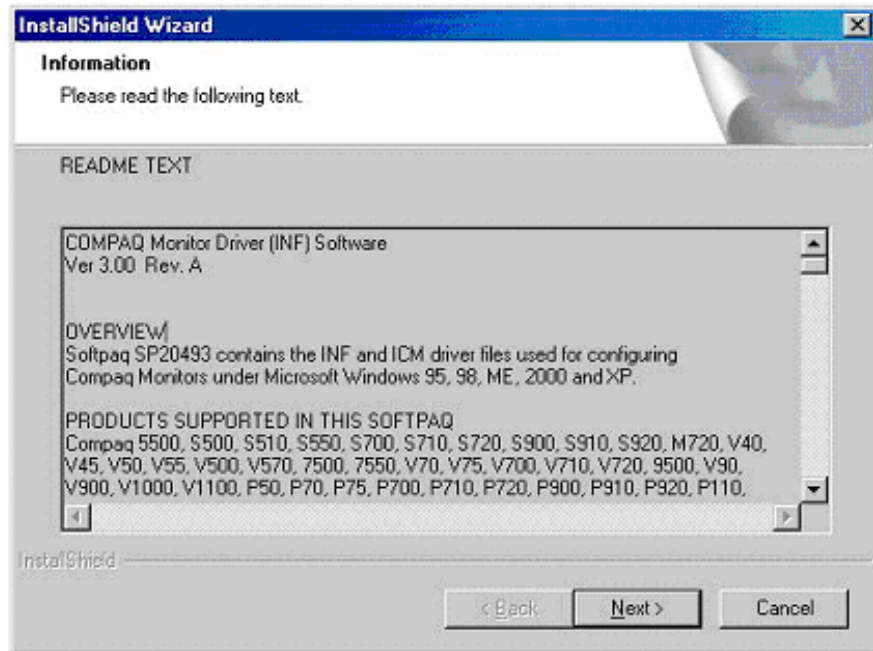 InstallShield Wizard
Information
Please read the following text.
README TEXT
COMPAQ Monitor Driver (INF) Software
Ver 3.00 Rev. A
OVERVIEW
Softpaq SP20493 contains the INF and ICM driver files used for configuring
Compaq Monitors under Microsoft Windows 95, 98, ME, 2000 and XP.
PRODUCTS SUPPORTED IN THIS SOFTPAQ
Compaq 5500, S500, S510, S550, S700, S710, S720, S900, S910, S920, M720, V40,
V45, V50, V55, V500, V570, 7500, 7550, V70, V75, V700, V710, V720, 9500, V90,
V900, V1000, V1100, P50, P70, P75, P700, P710, P720, P900, P910, P920, P110,
InstallShield
< Back
Next >
Cancel